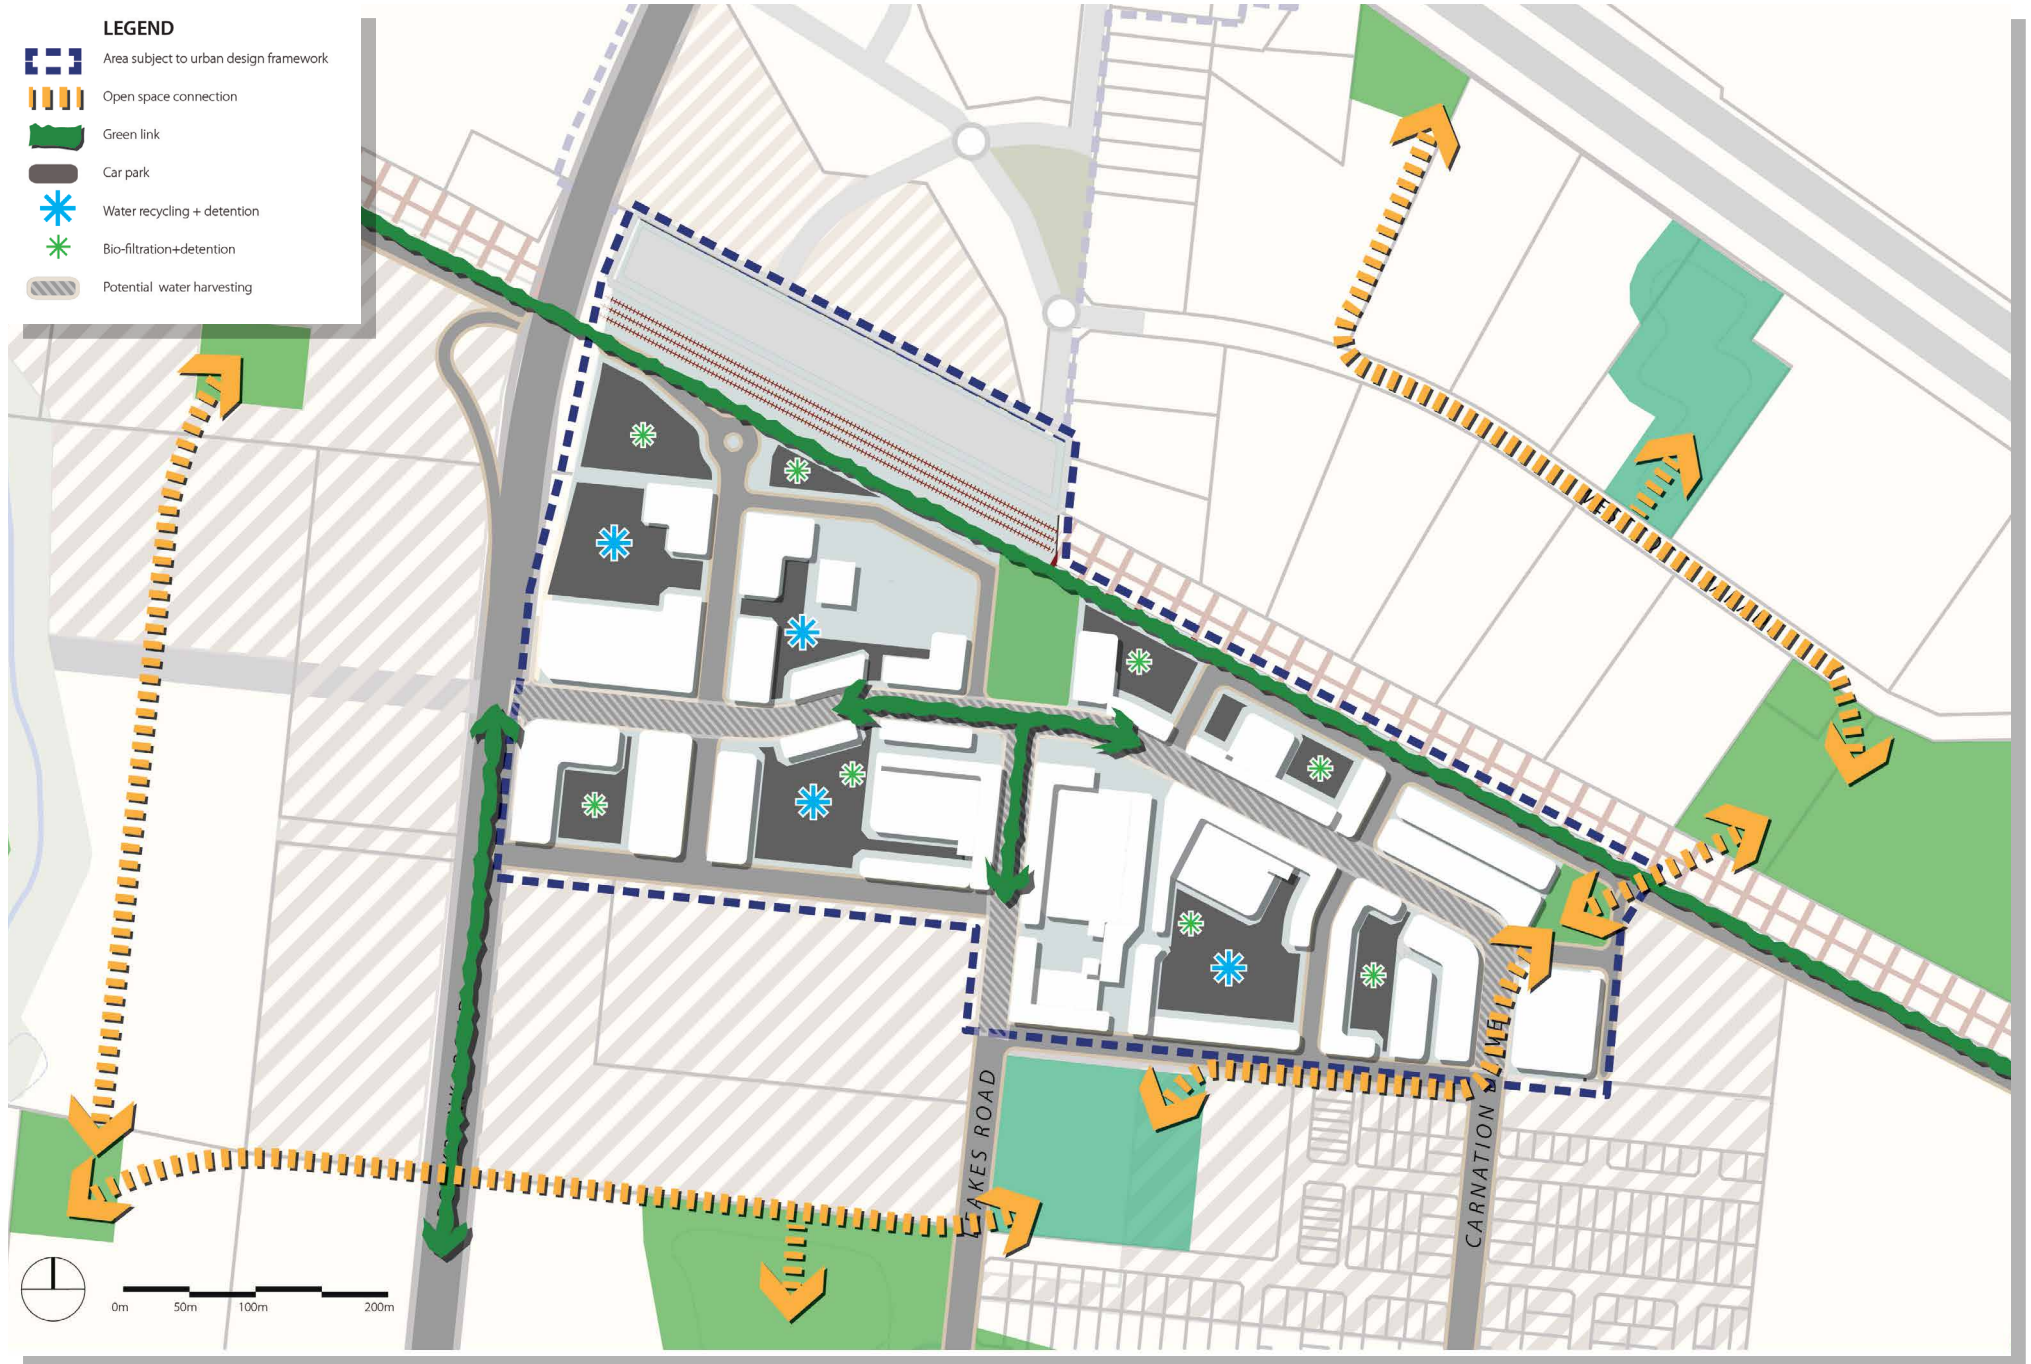 LEGEND
Area subject to urban design framework
Open space connection
Green link
Car park
Water recycling + detention
Bio-filtration+detention
Potential water harvesting
LAKES ROAD
CARNATION
0m 50m 100m 200m